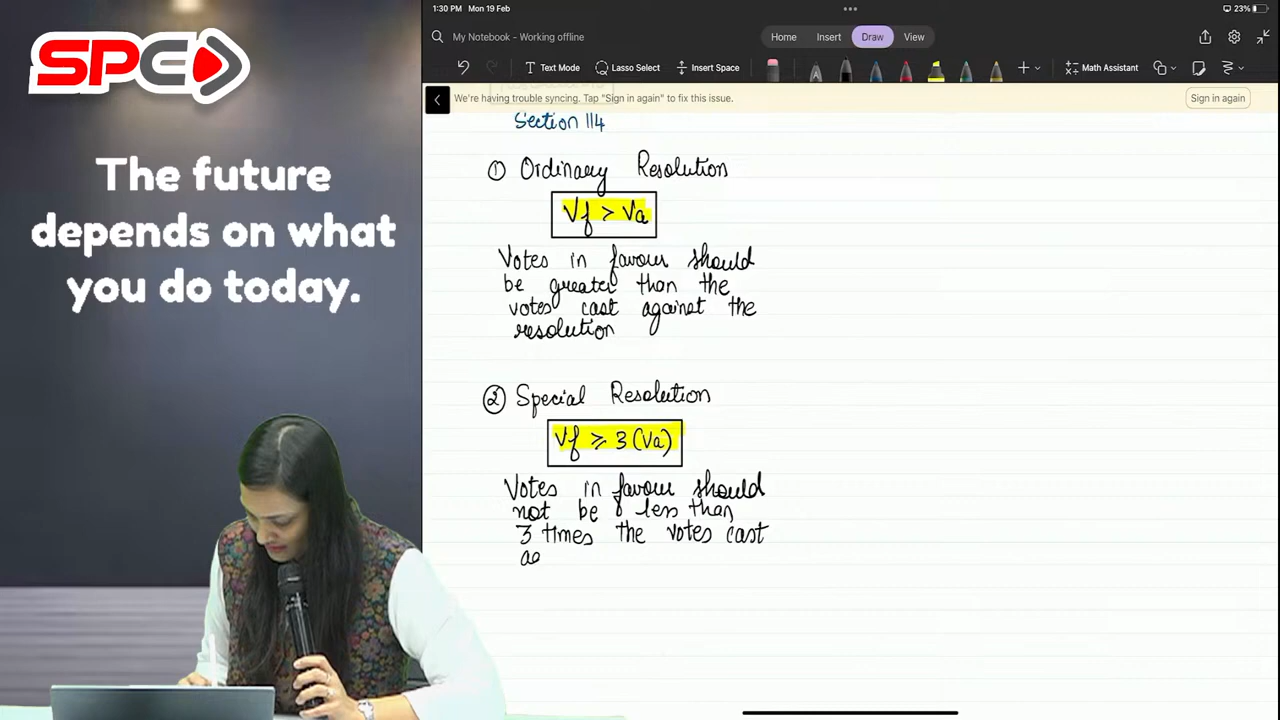 SPE
The future
depends on what
you do today.
1:30 PM Mon 19 Feb
23%
My Notebook - Working offline
Home Insert Draw View
Text Mode Lasso Select Insert Space Math Assistant
We're having trouble syncing. Tap "Sign in again" to fix this issue. Sign in again
Section 114
① Ordinary Resolution
Vf > Va
Votes in favour should
be greater than the
votes cast against the
resolution
② Special Resolution
Vf ⩾ 3 (Va)
Votes in favour should
not be less than
3 times the votes cast